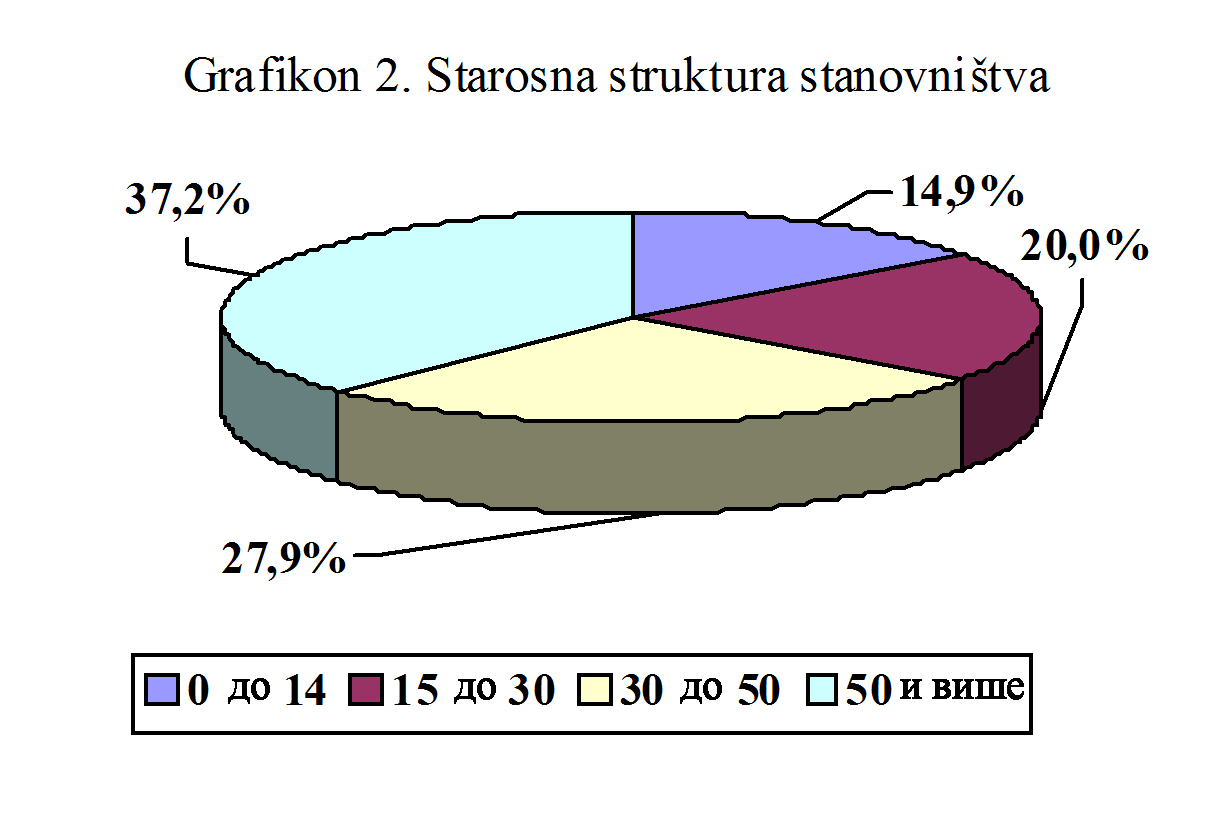 Grafikon 2. Starosna struktura stanovništva
37,2%
14,9%
20,0%
27,9%
0 до 14 15 до 30 30 до 50 50 и више